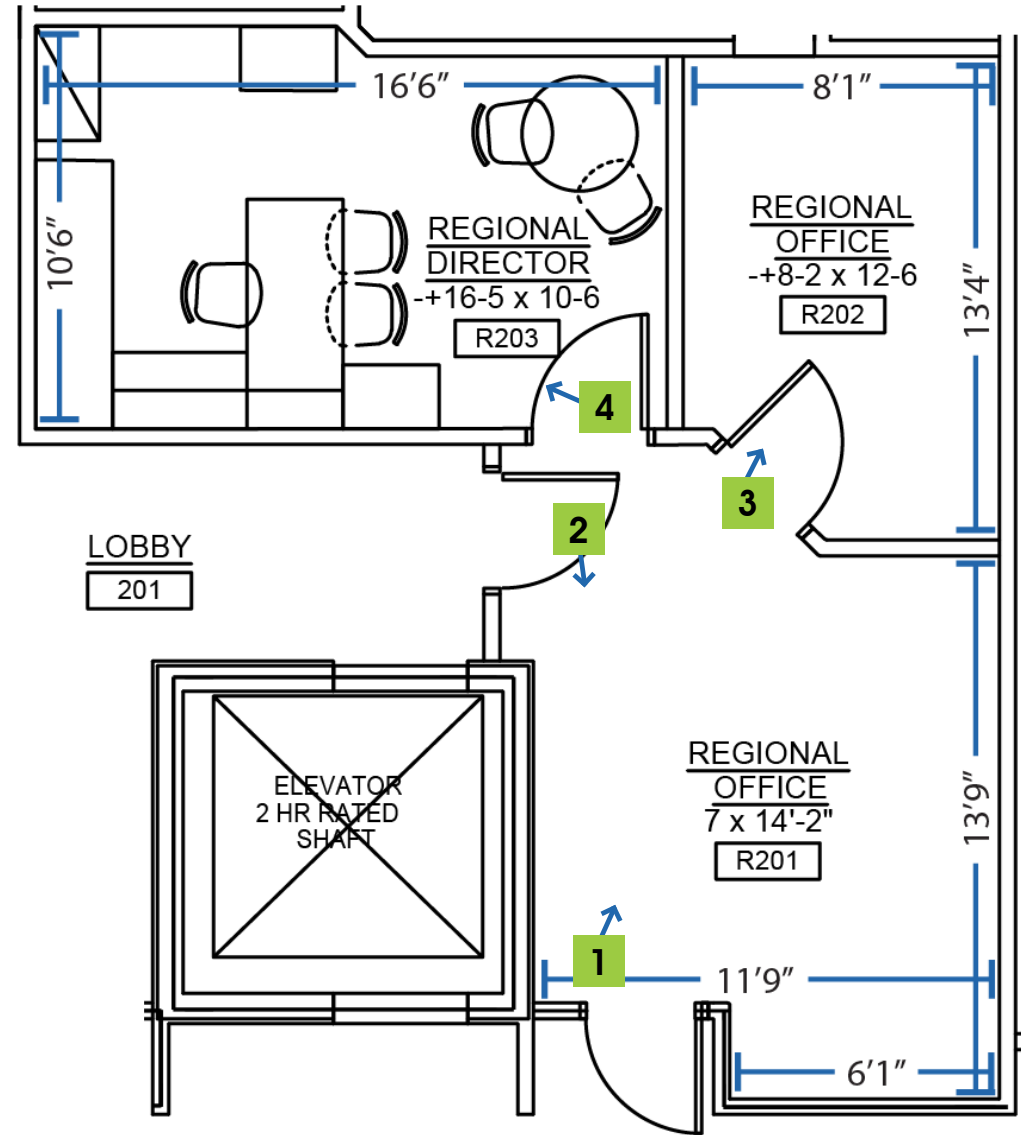 16’6”
8’1”
10’6”
REGIONAL
DIRECTOR
-+16-5 x 10-6
R203
REGIONAL
OFFICE
-+8-2 x 12-6
R202
13’4”
4
3
2
LOBBY
201
ELEVATOR
2 HR RATED
SHAFT
REGIONAL
OFFICE
7 x 14'-2"
R201
13’9”
1
11’9”
6’1”